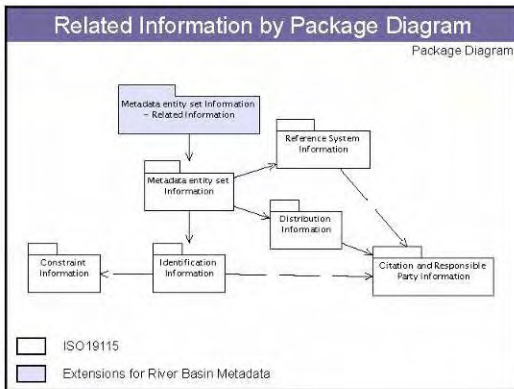 Related Information by Package Diagram
Package Diagram
Metadata entity set Information
– Related Information
Reference System
Information
Metadata entity set
Information
Distribution
Information
Constraint
Information
Identification
Information
Citation and Responsible
Party Information
ISO19115
Extensions for River Basin Metadata